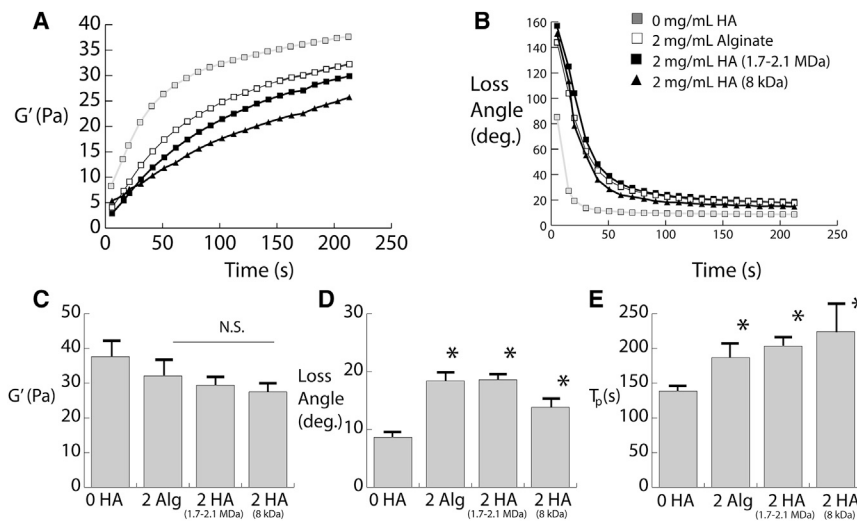 A
40
35
30
25
20
15
10
5
0
G′ (Pa)
0 50 100 150 200 250
Time (s)
B
160
140
120
100
80
60
40
20
0
Loss
Angle
(deg.)
0 50 100 150 200 250
Time (s)
0 mg/mL HA
2 mg/mL Alginate
2 mg/mL HA (1.7-2.1 MDa)
2 mg/mL HA (8 kDa)
C
50
40
30
20
10
0
G′ (Pa)
N.S.
0 HA 2 Alg 2 HA 2 HA
(1.7-2.1 MDa) (8 kDa)
D
30
20
10
0
Loss
Angle
(deg.)
* * *
0 HA 2 Alg 2 HA 2 HA
(1.7-2.1 MDa) (8 kDa)
E
250
200
150
100
50
0
Tp(s)
* * *
0 HA 2 Alg 2 HA 2 HA
(1.7-2.1 MDa) (8 kDa)